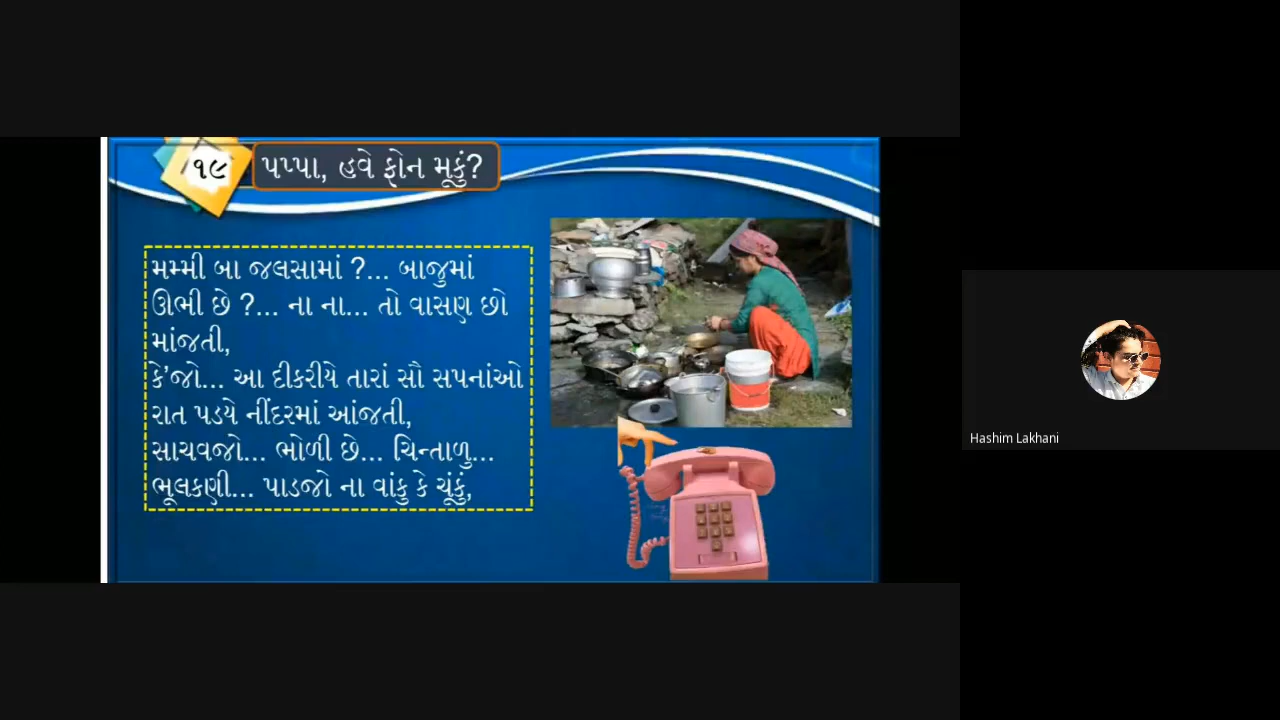 ૧૯
પપ્પા, હવે ફોન મૂકું?
મમ્મી બા જલસામાં ?... બાજુમાં
ઊભી છે ?... ના ના... તો વાસણ છો
માંજતી,
કે'જો... આ દીકરીયે તારાં સૌ સપનાંઓ
રાત પડયે નીંદરમાં આંજતી,
સાચવજો... ભોળી છે... ચિન્તાળુ...
ભૂલકણી... પાડજો ના વાંકુ કે ચૂંકું,
Hashim Lakhani